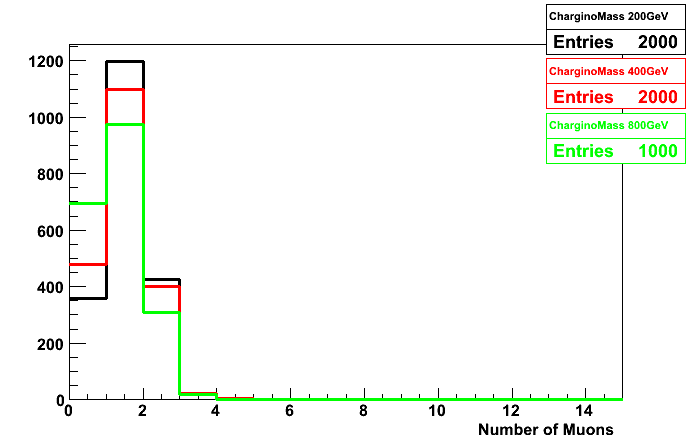 CharginoMass 200GeV
Entries 2000
CharginoMass 400GeV
Entries 2000
CharginoMass 800GeV
Entries 1000
1200
1000
800
600
400
200
0
0 2 4 6 8 10 12 14
Number of Muons